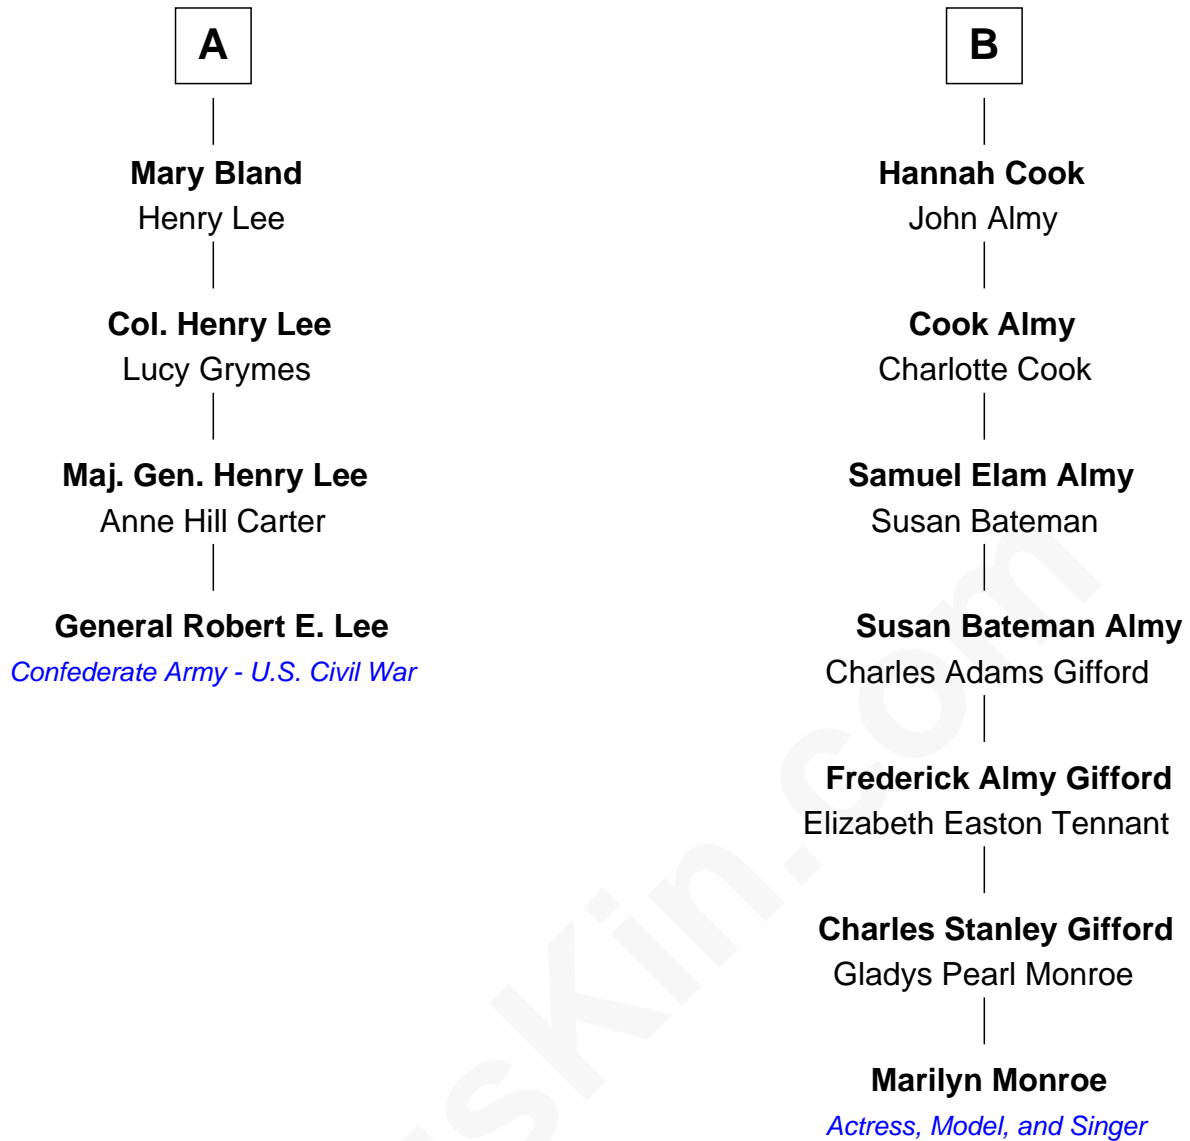 A
Mary Bland
Henry Lee
Col. Henry Lee
Lucy Grymes
Maj. Gen. Henry Lee
Anne Hill Carter
General Robert E. Lee
Confederate Army - U.S. Civil War
B
Hannah Cook
John Almy
Cook Almy
Charlotte Cook
Samuel Elam Almy
Susan Bateman
Susan Bateman Almy
Charles Adams Gifford
Frederick Almy Gifford
Elizabeth Easton Tennant
Charles Stanley Gifford
Gladys Pearl Monroe
Marilyn Monroe
Actress, Model, and Singer
usKin.com